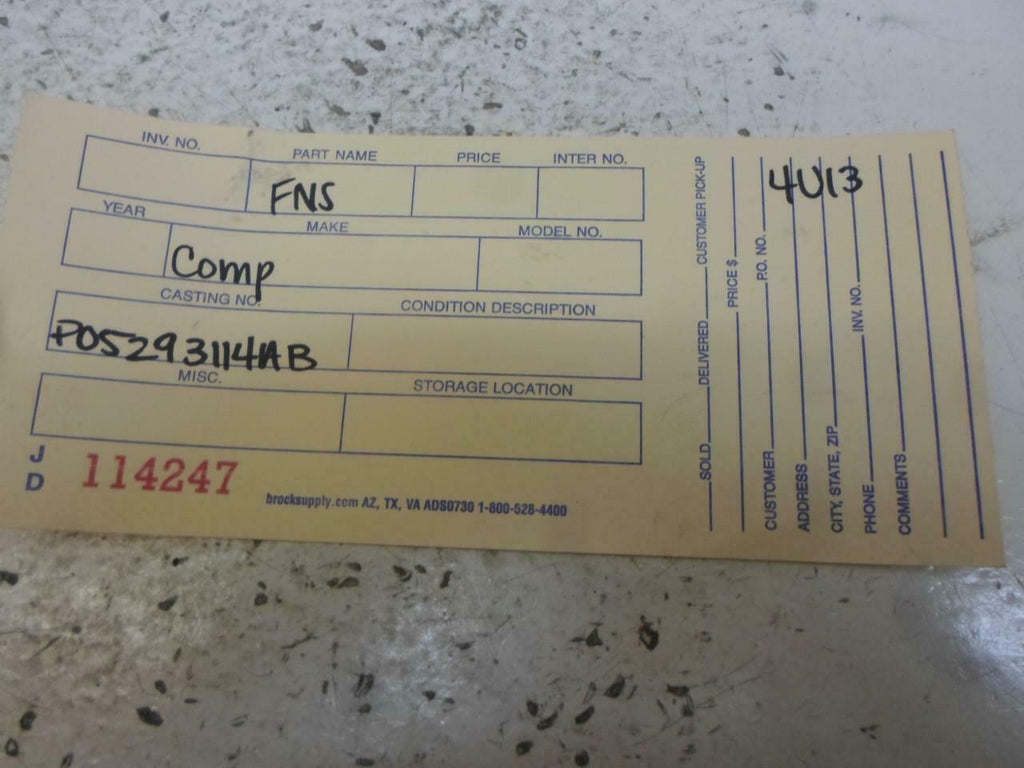 INV. NO. PART NAME PRICE INTER NO.
FNS
YEAR MAKE MODEL NO.
Comp
CASTING NO. CONDITION DESCRIPTION
P05293114AB
MISC. STORAGE LOCATION
J
D
114247
brocksupply.com AZ, TX, VA ADS0730 1-800-528-4400
SOLD DELIVERED CUSTOMER PICK-UP
PRICE $
CUSTOMER P.O. NO.
ADDRESS
CITY, STATE, ZIP
PHONE INV. NO.
COMMENTS
4U13